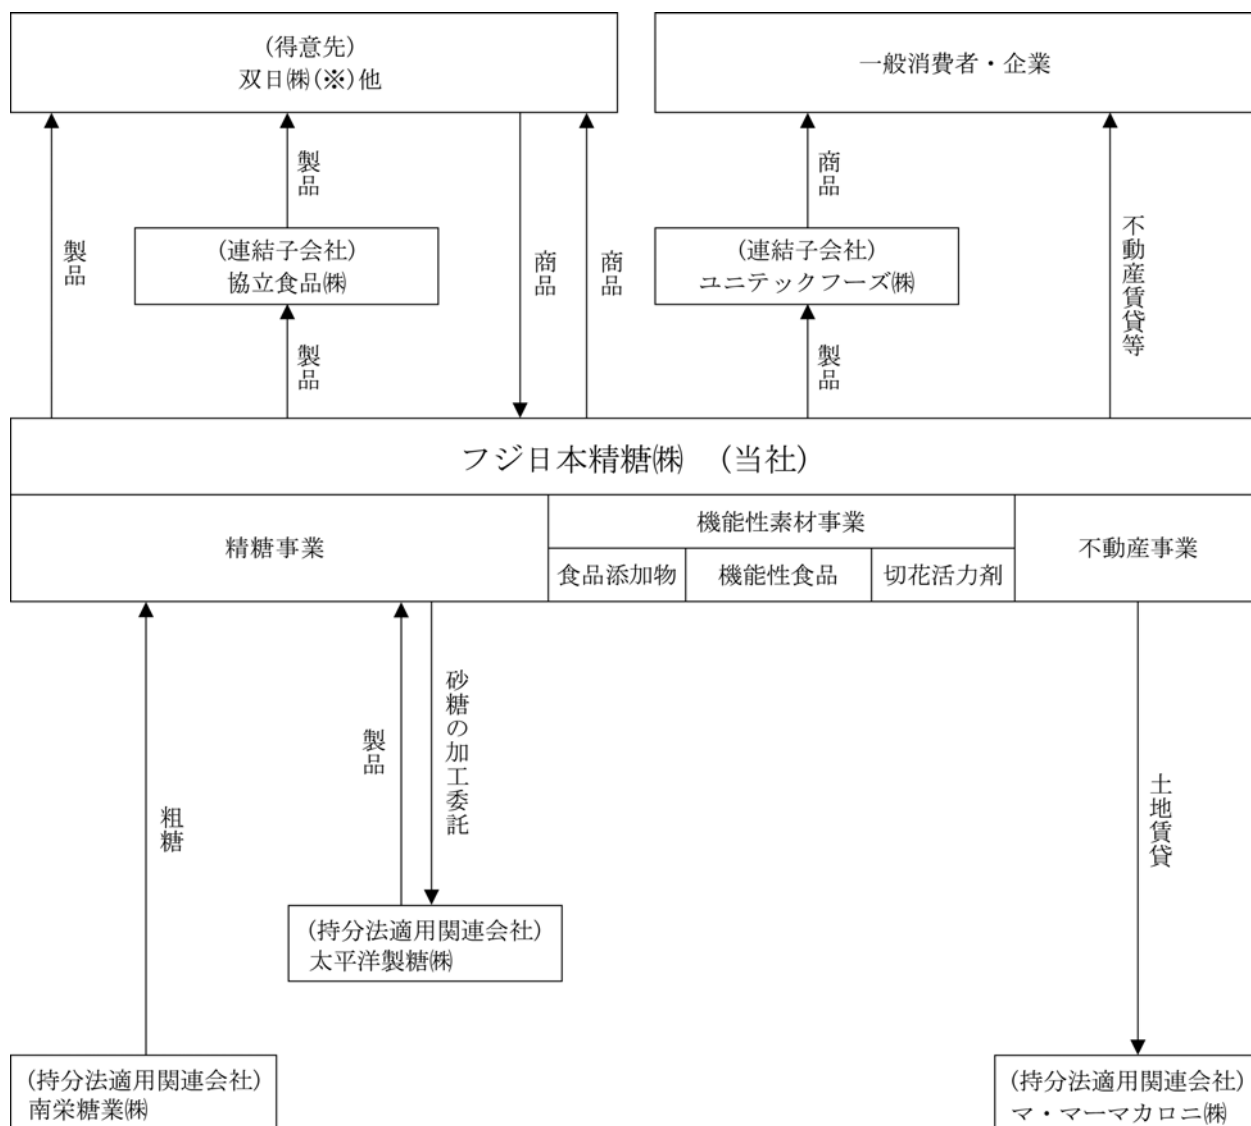 (得意先)
双日㈱(※)他
一般消費者・企業
製品
製品
商品
商品
商品
不動産賃貸等
(連結子会社)
協立食品㈱
(連結子会社)
ユニテックフーズ㈱
製品
製品
フジ日本精糖㈱ (当社)
精糖事業
機能性素材事業
不動産事業
食品添加物
機能性食品
切花活力剤
粗糖
製品
砂糖の加工委託
土地賃貸
(持分法適用関連会社)
太平洋製糖㈱
(持分法適用関連会社)
南栄糖業㈱
(持分法適用関連会社)
マ・マーマカロニ㈱